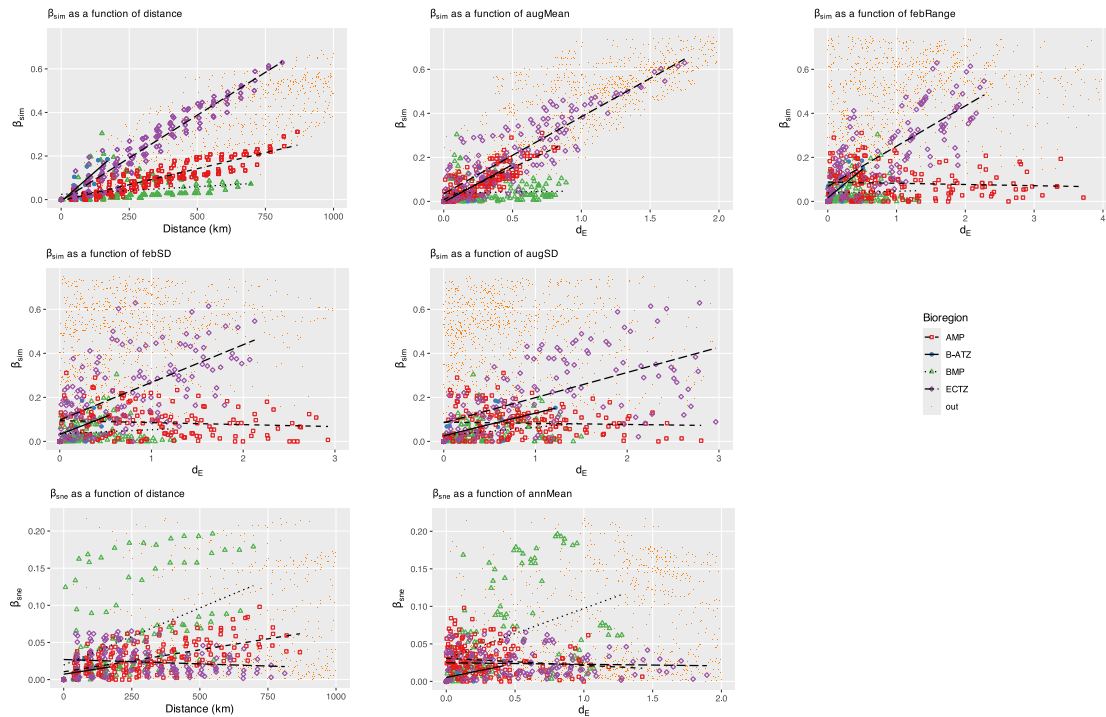 βsim as a function of distance
βsim as a function of augMean
βsim as a function of febRange
βsim
0.6
0.4
0.2
0.0
0 250 500 750 1000
Distance (km)
βsim
0.6
0.4
0.2
0.0
0.0 0.5 1.0 1.5 2.0
dE
βsim
0.6
0.4
0.2
0.0
0 1 2 3 4
dE
βsim as a function of febSD
βsim as a function of augSD
βsim
0.6
0.4
0.2
0.0
0 1 2 3
dE
βsim
0.6
0.4
0.2
0.0
0 1 2 3
dE
Bioregion
AMP
B-ATZ
BMP
ECTZ
out
βsne as a function of distance
βsne as a function of annMean
βsne
0.20
0.15
0.10
0.05
0.00
0 250 500 750 1000
Distance (km)
βsne
0.20
0.15
0.10
0.05
0.00
0.0 0.5 1.0 1.5 2.0
dE